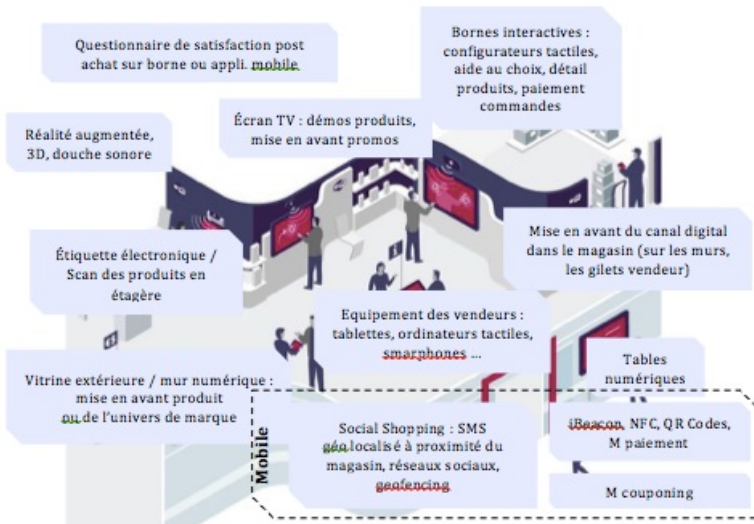 Questionnaire de satisfaction post
achat sur borne ou appli. mobile
Bornes interactives :
configurateurs tactiles,
aide au choix, détail
produits, paiement
commandes
Écran TV : démos produits,
mise en avant promos
Réalité augmentée,
3D, douche sonore
Mise en avant du canal digital
dans le magasin (sur les murs,
les gilets vendeur)
Étiquette électronique /
Scan des produits en
étagère
Equipement des vendeurs :
tablettes, ordinateurs tactiles,
smarphones ...
Tables
numériques
Vitrine extérieure / mur numérique :
mise en avant produit
ou de l'univers de marque
Mobile
Social Shopping : SMS
géo localisé à proximité du
magasin, réseaux sociaux,
geofencing
iBeacon, NFC, QR Codes,
M paiement
M couponing